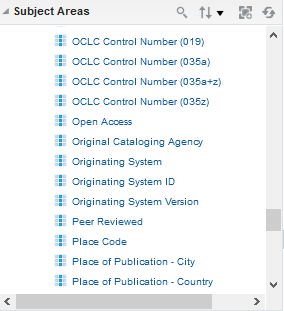 Subject Areas
OCLC Control Number (019)
OCLC Control Number (035a)
OCLC Control Number (035a+z)
OCLC Control Number (035z)
Open Access
Original Cataloging Agency
Originating System
Originating System ID
Originating System Version
Peer Reviewed
Place Code
Place of Publication - City
Place of Publication - Country